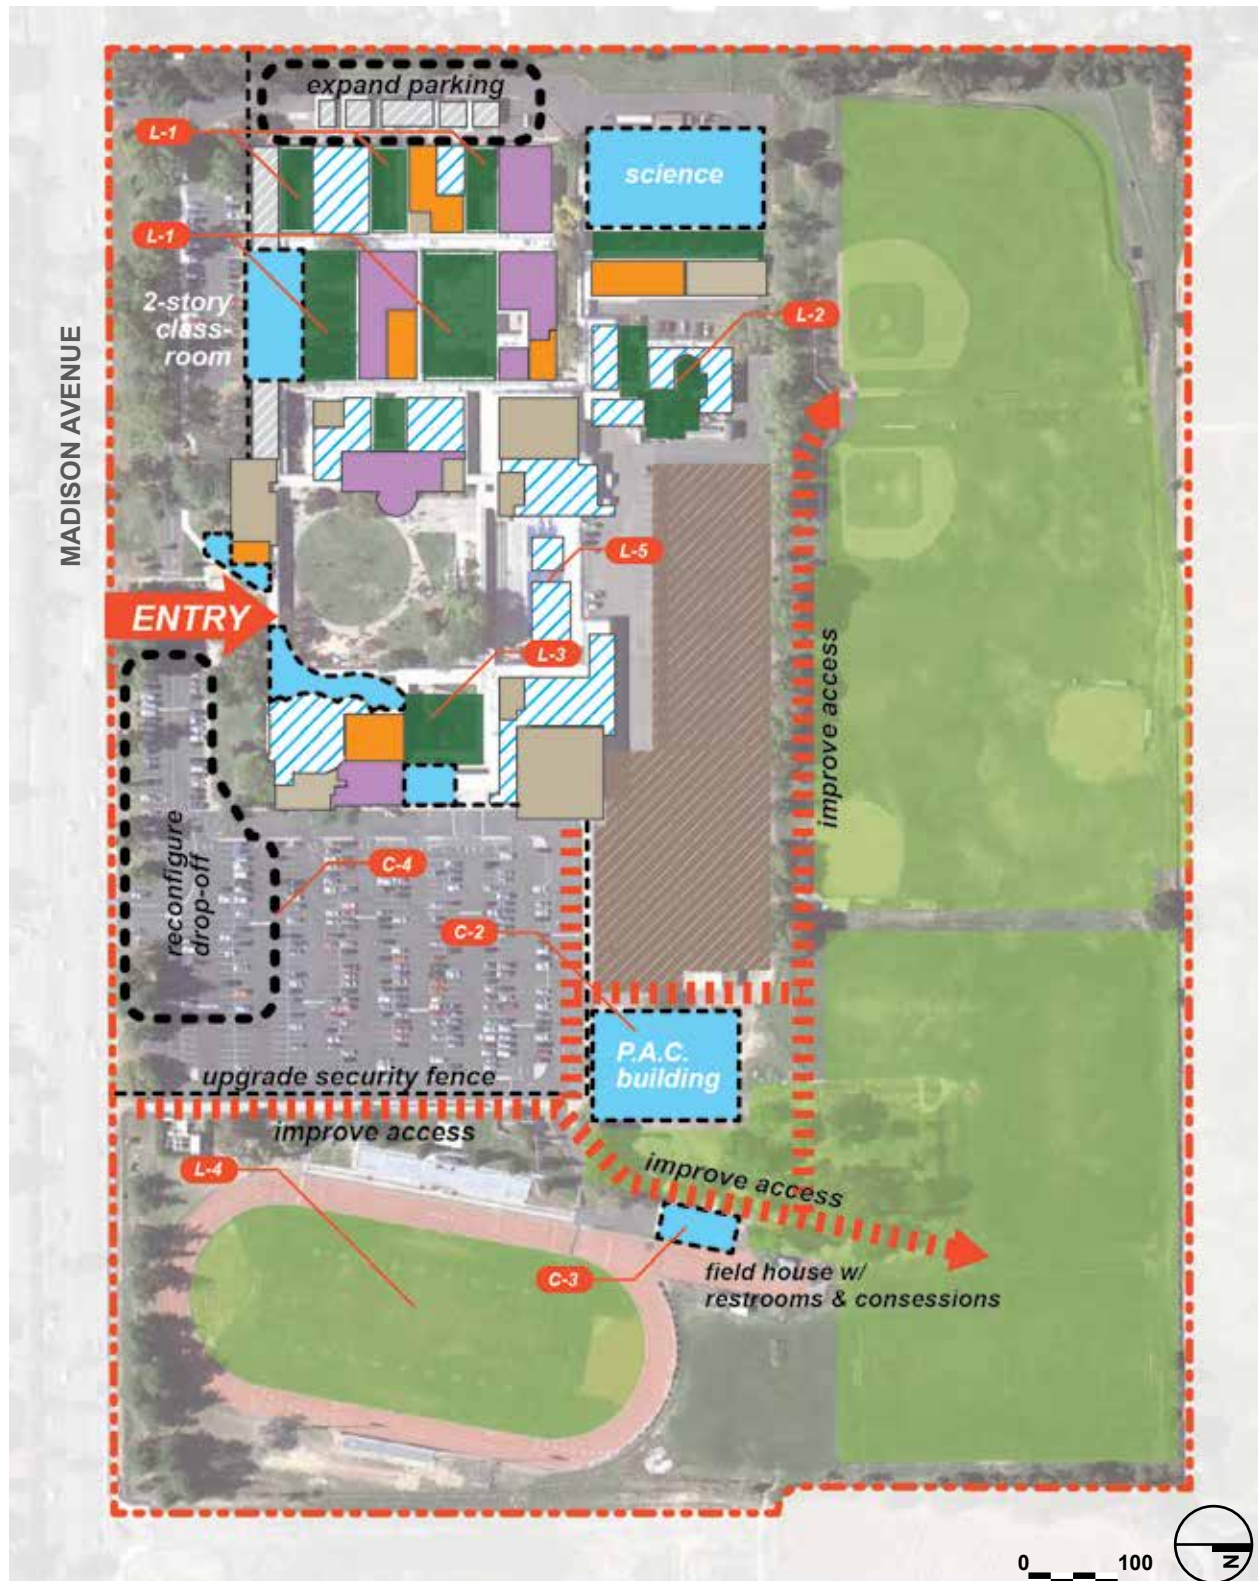 expand parking
L-1
science
L-1
2-story
class-
room
L-2
MADISON AVENUE
L-5
ENTRY
L-3
improve access
reconfigure
drop-off
C-4
C-2
P.A.C.
building
upgrade security fence
improve access
L-4
improve access
C-3
field house w/
restrooms & consessions
0 100
N